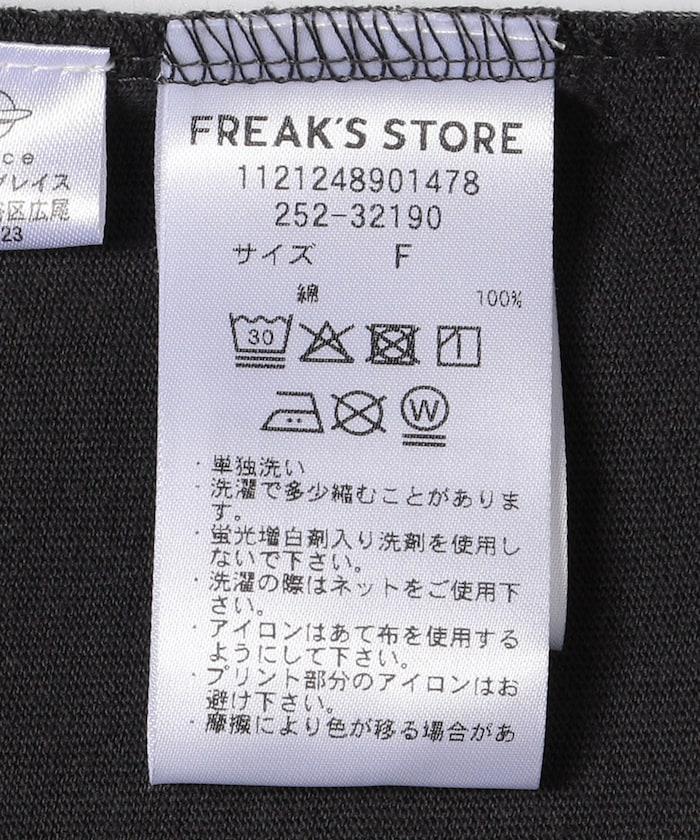 ce
グレイス
区広尾
23
FREAK'S STORE
1121248901478
252-32190
サイズ F
綿 100%
30
W
・単独洗い
・洗濯で多少縮むことがありま
す。
・蛍光増白剤入り洗剤を使用し
ないで下さい。
・洗濯の際はネットをご使用下
さい。
・アイロンはあて布を使用する
ようにして下さい。
・プリント部分のアイロンはお
避け下さい。
・摩擦により色が移る場合があ